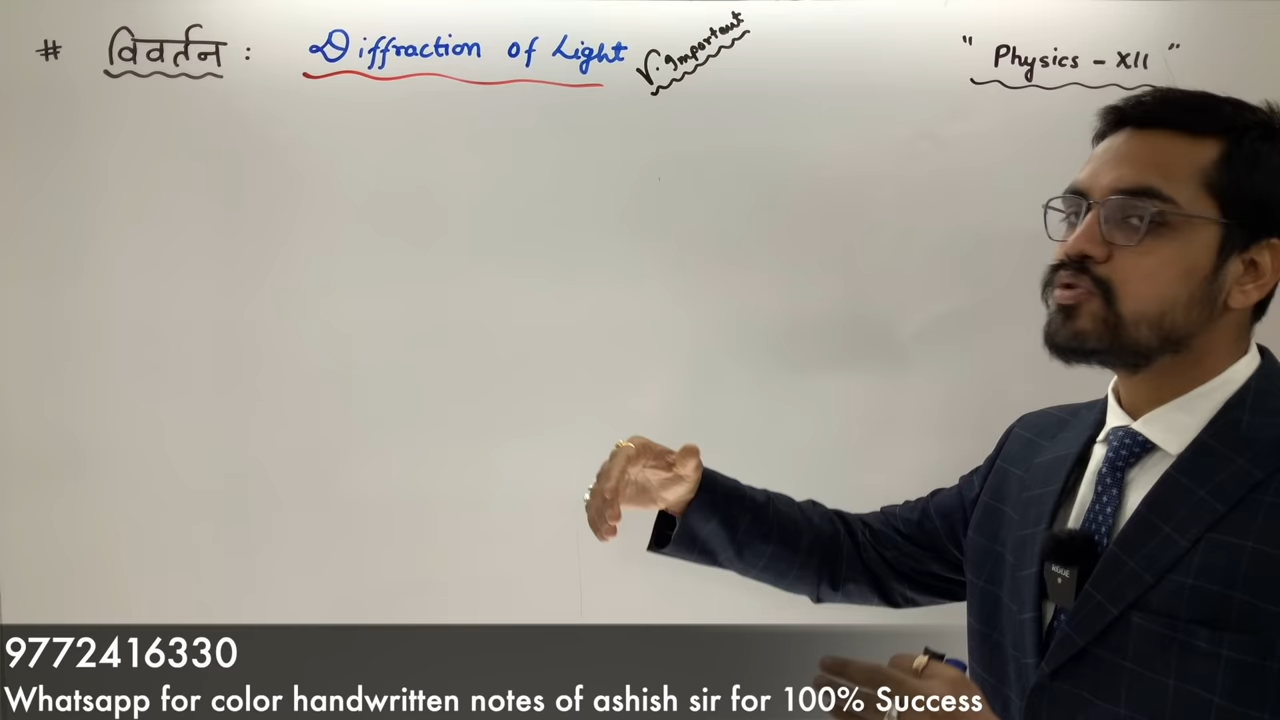 # विवर्तन : Diffraction of Light V. Important " Physics - XII "
9772416330
Whatsapp for color handwritten notes of ashish sir for 100% Success